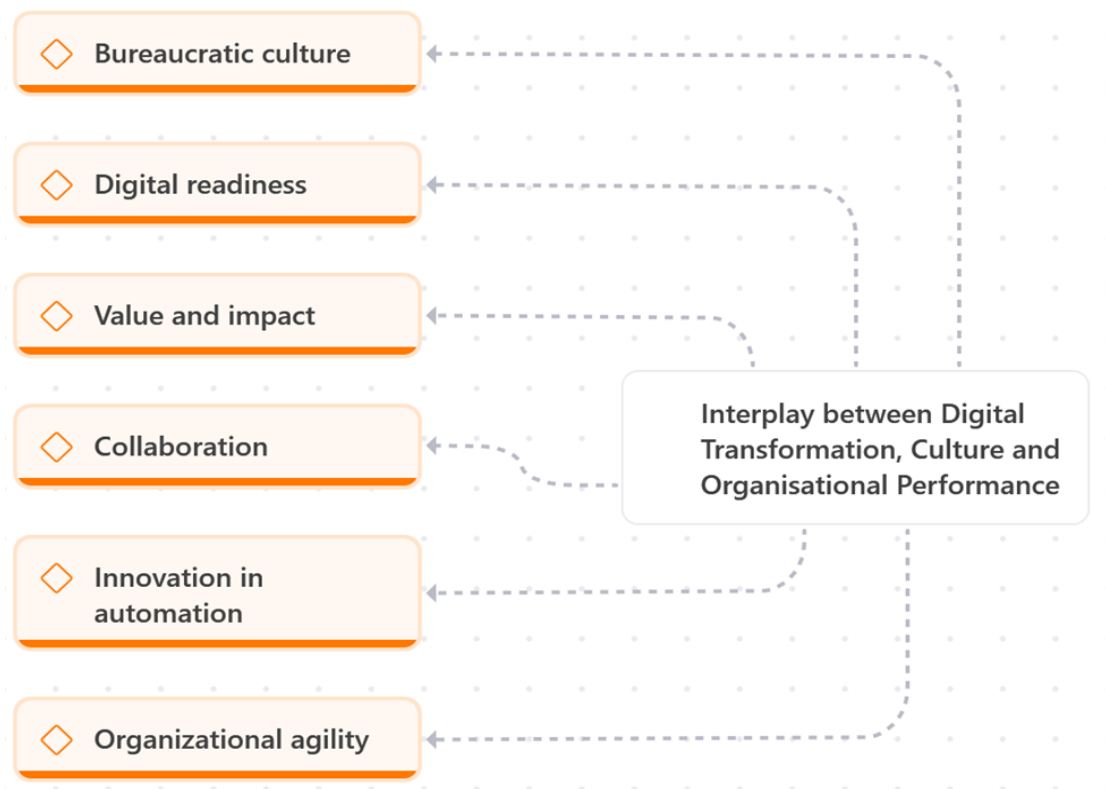 Bureaucratic culture
Digital readiness
Value and impact
Collaboration
Innovation in
automation
Organizational agility
Interplay between Digital
Transformation, Culture and
Organisational Performance